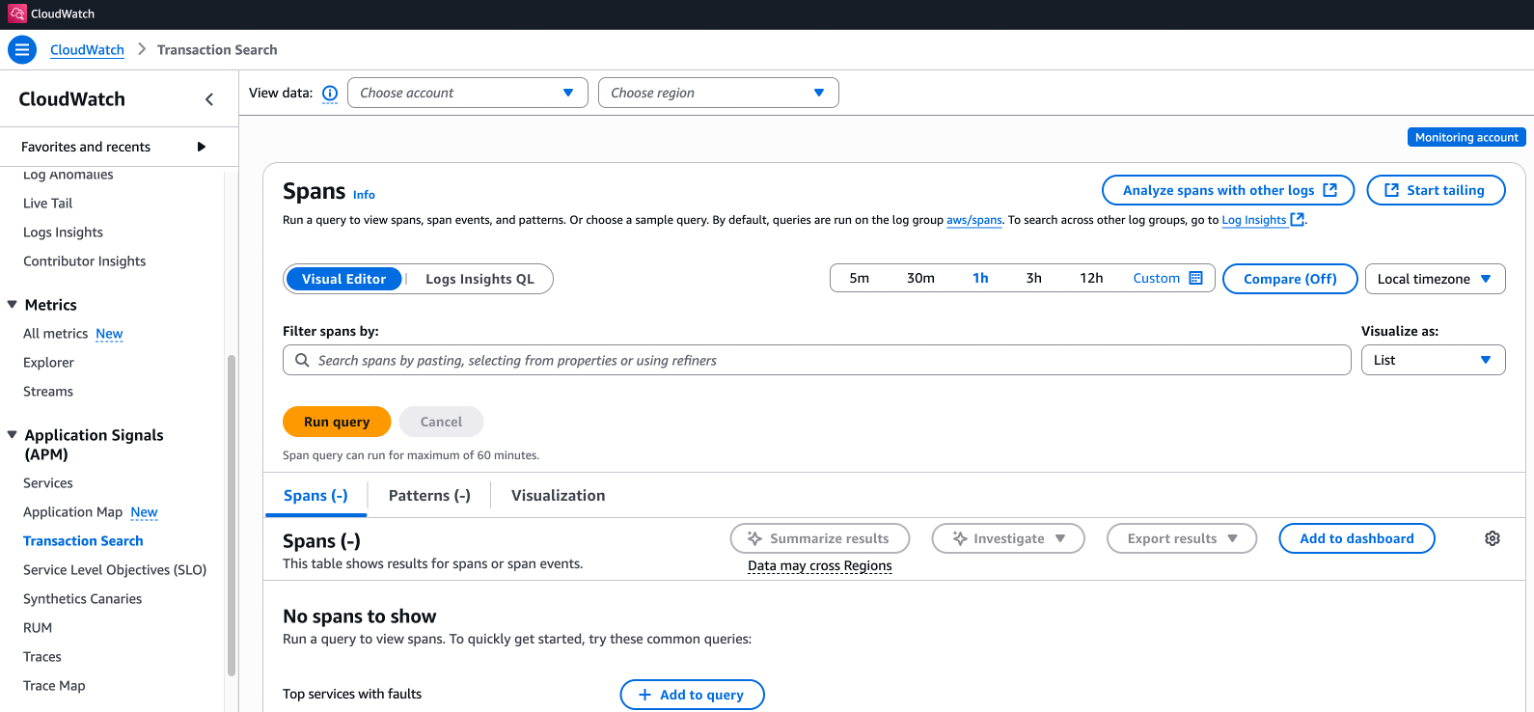 CloudWatch
CloudWatch > Transaction Search
CloudWatch
Favorites and recents
Log Anomalies
Live Tail
Logs Insights
Contributor Insights
Metrics
All metrics New
Explorer
Streams
Application Signals
(APM)
Services
Application Map New
Transaction Search
Service Level Objectives (SLO)
Synthetics Canaries
RUM
Traces
Trace Map
View data: Choose account Choose region
Monitoring account
Spans Info
Analyze spans with other logs Start tailing
Run a query to view spans, span events, and patterns. Or choose a sample query. By default, queries are run on the log group aws/spans. To search across other log groups, go to Log Insights.
Visual Editor Logs Insights QL
5m 30m 1h 3h 12h Custom Compare (Off) Local timezone
Filter spans by: Visualize as:
Search spans by pasting, selecting from properties or using refiners List
Run query Cancel
Span query can run for maximum of 60 minutes.
Spans (-) Patterns (-) Visualization
Spans (-) Summarize results Investigate Export results Add to dashboard
This table shows results for spans or span events. Data may cross Regions
No spans to show
Run a query to view spans. To quickly get started, try these common queries:
Top services with faults + Add to query